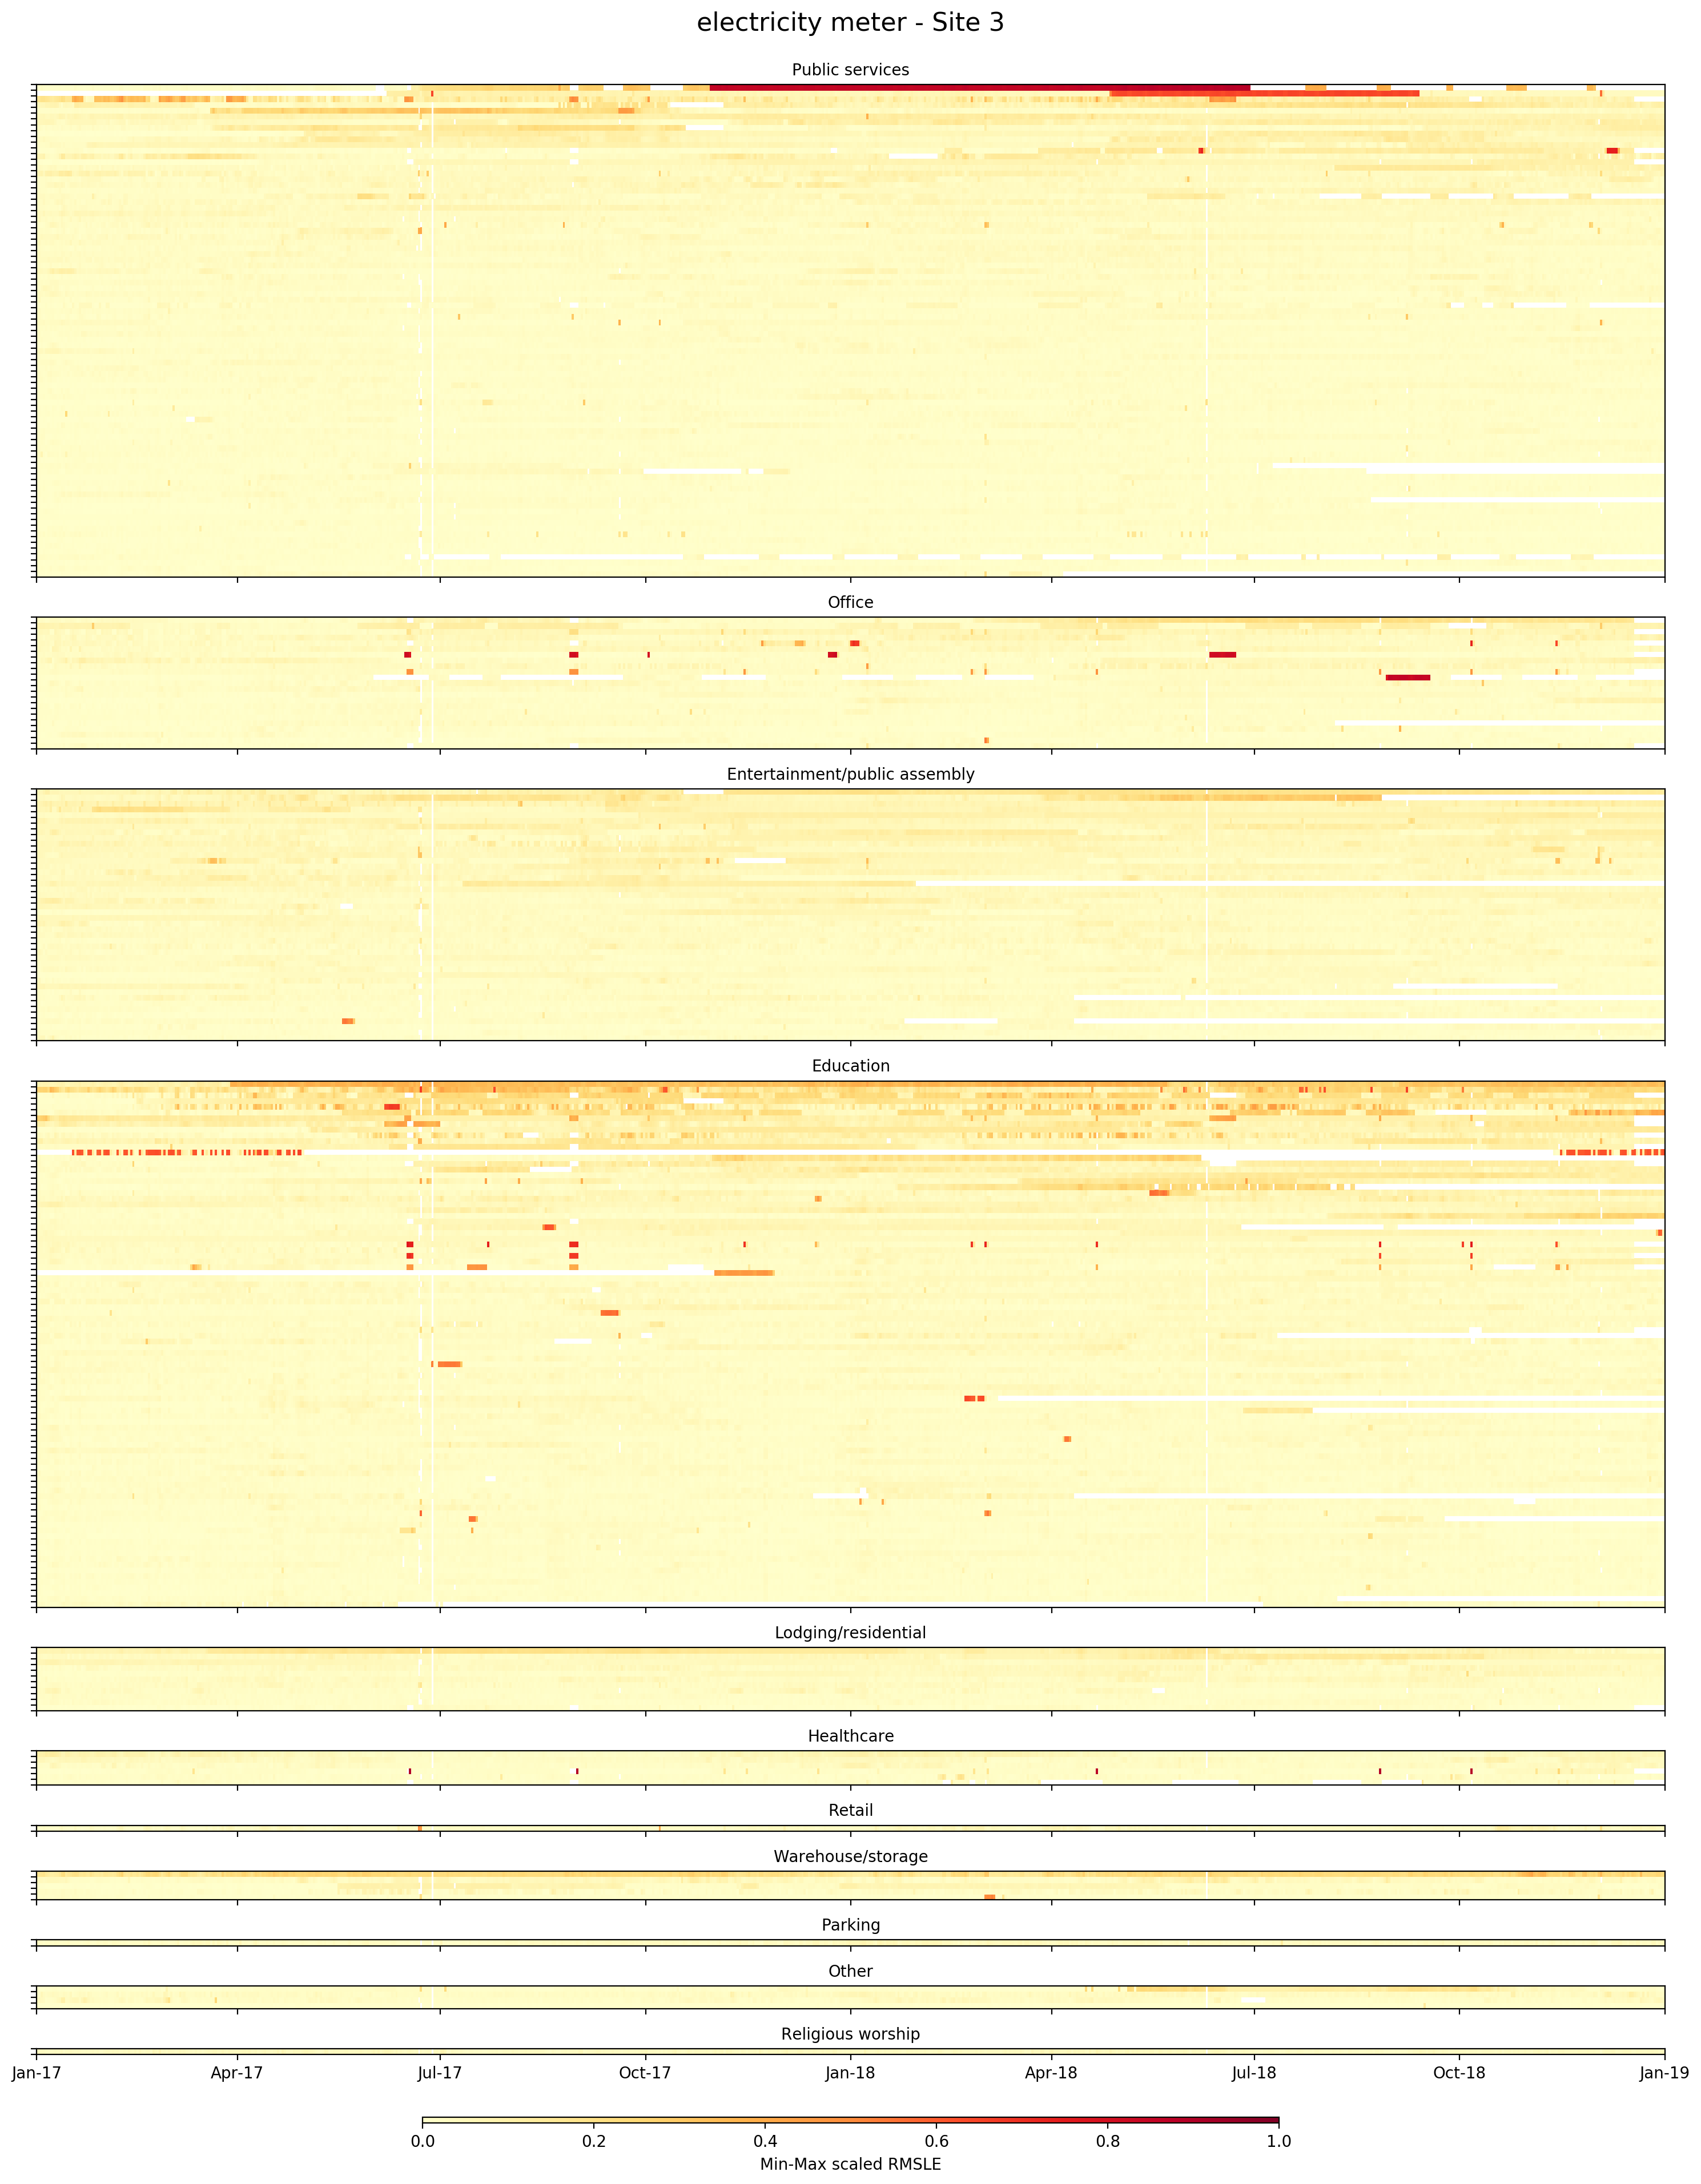 electricity meter - Site 3
Public services
Office
Entertainment/public assembly
Education
Lodging/residential
Healthcare
Retail
Warehouse/storage
Parking
Other
Religious worship
Jan-17 Apr-17 Jul-17 Oct-17 Jan-18 Apr-18 Jul-18 Oct-18 Jan-19
0.0 0.2 0.4 0.6 0.8 1.0
Min-Max scaled RMSLE